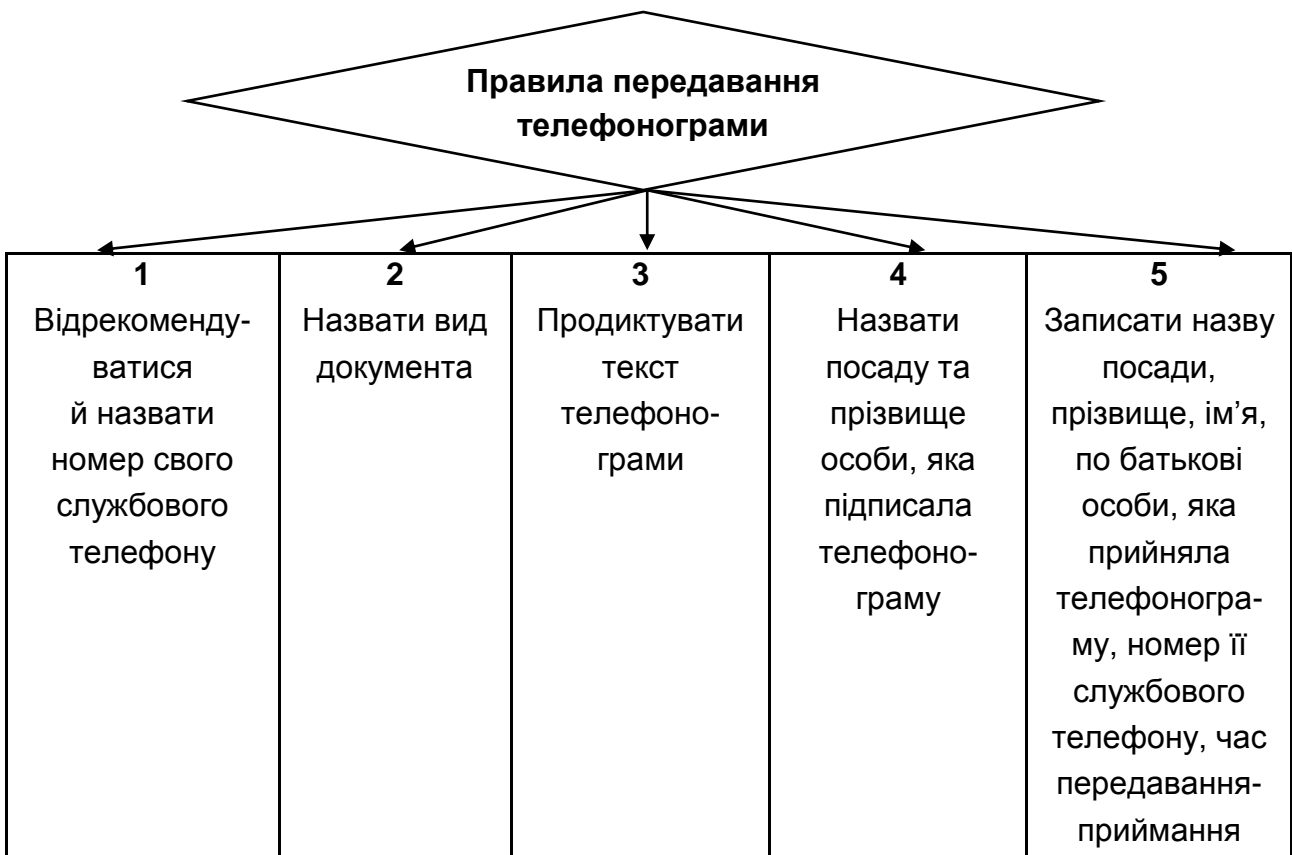 Правила передавання
телефонограми
1
Відрекоменду-
ватися
й назвати
номер свого
службового
телефону
2
Назвати вид
документа
3
Продиктувати
текст
телефоно-
грами
4
Назвати
посаду та
прізвище
особи, яка
підписала
телефоно-
граму
5
Записати назву
посади,
прізвище, ім’я,
по батькові
особи, яка
прийняла
телефоногра-
му, номер її
службового
телефону, час
передавання-
приймання